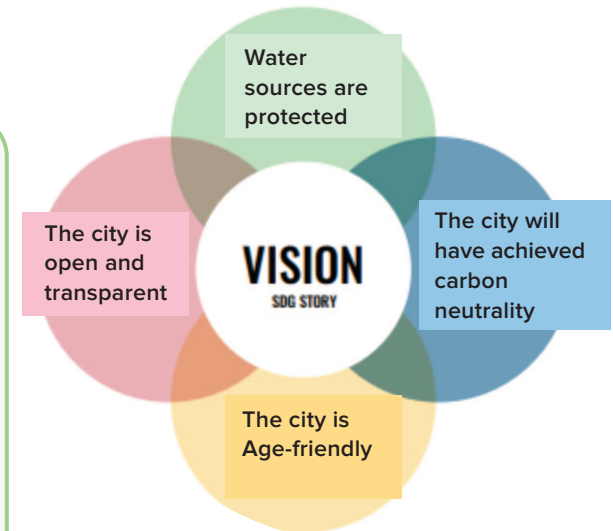 Water
sources are
protected
The city is
open and
transparent
VISION
SDG STORY
The city will
have achieved
carbon
neutrality
The city is
Age-friendly